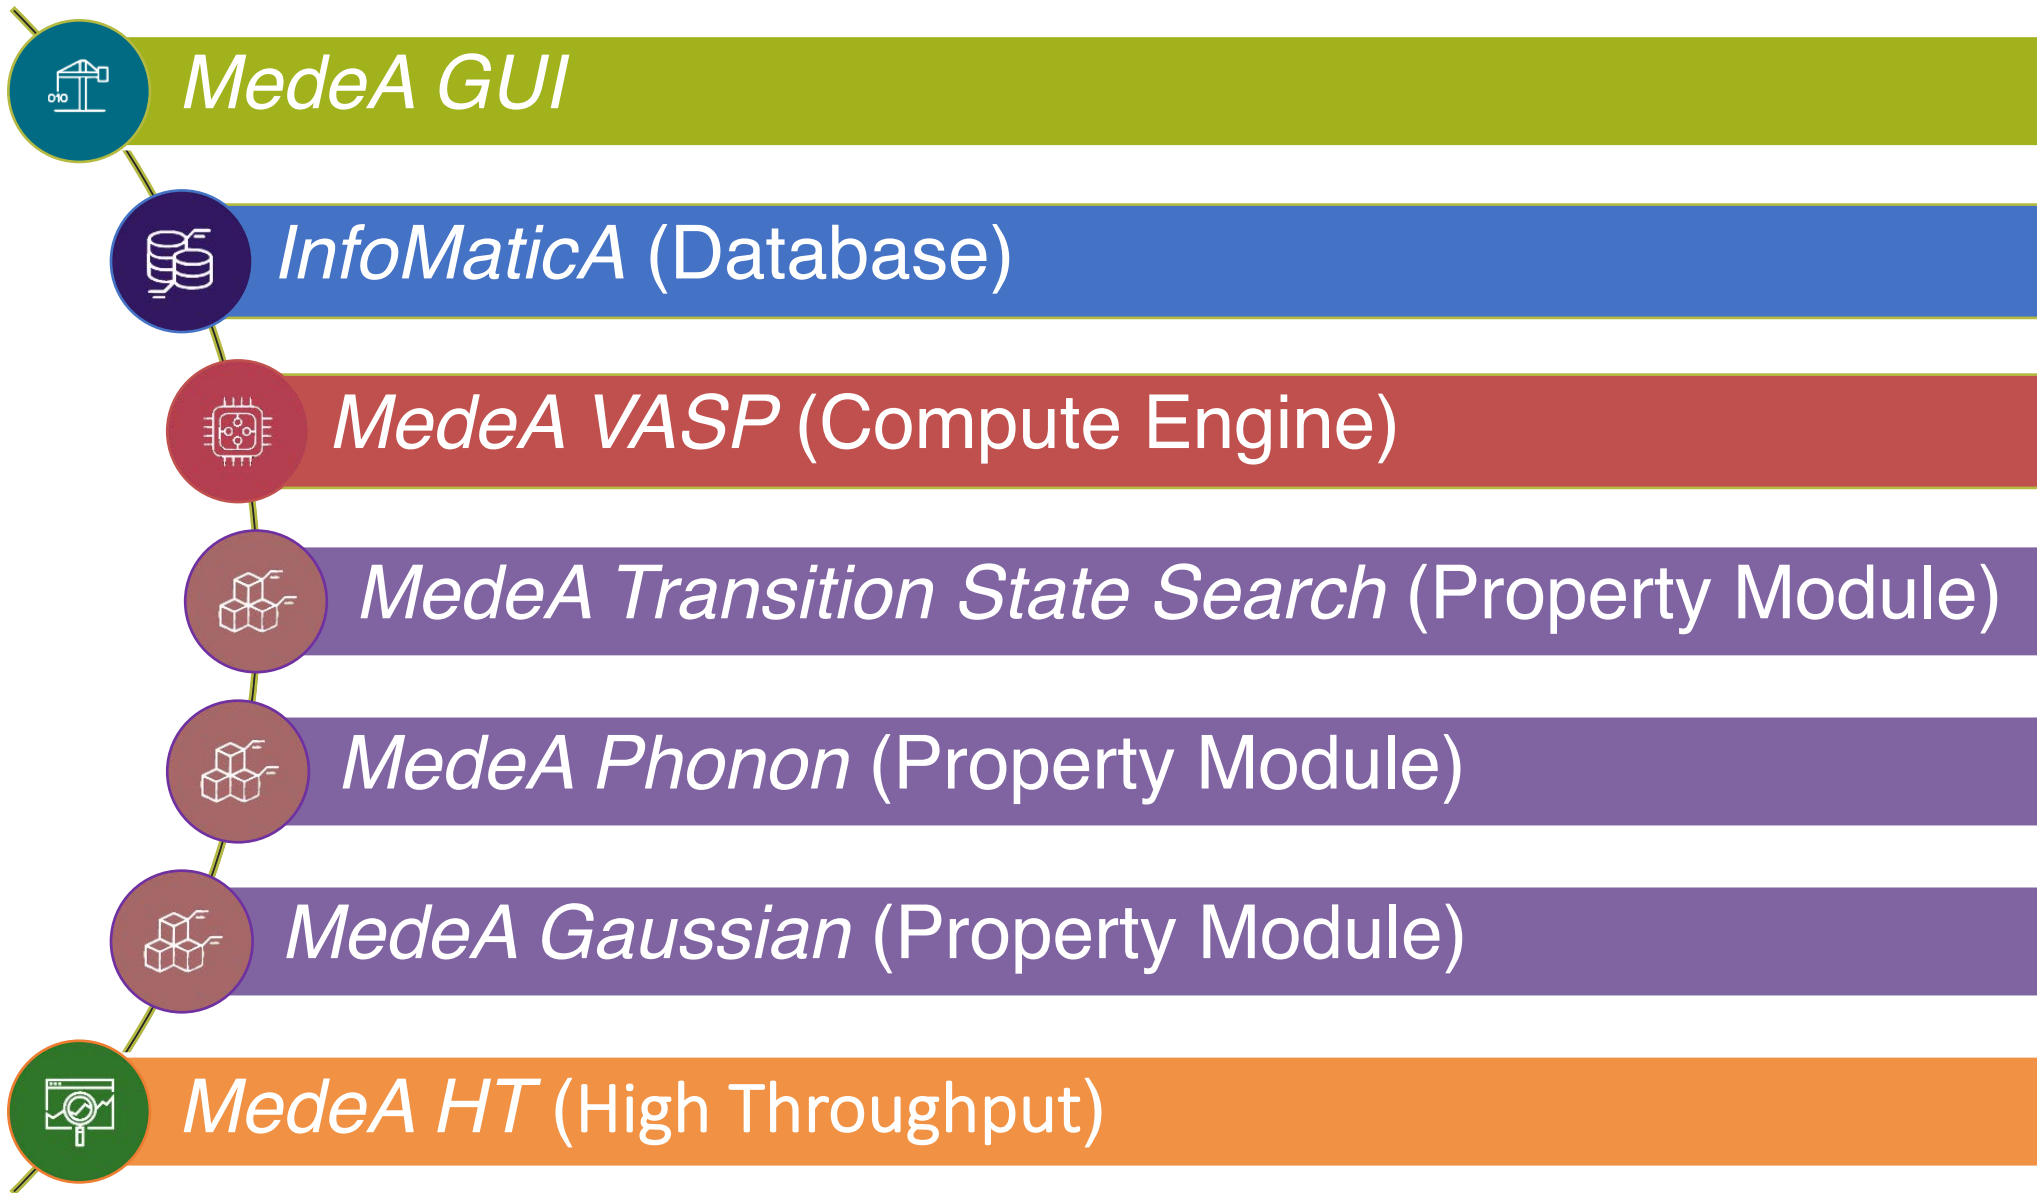 MedeA GUI
010
InfoMaticA (Database)
MedeA VASP (Compute Engine)
MedeA Transition State Search (Property Module)
MedeA Phonon (Property Module)
MedeA Gaussian (Property Module)
MedeA HT (High Throughput)